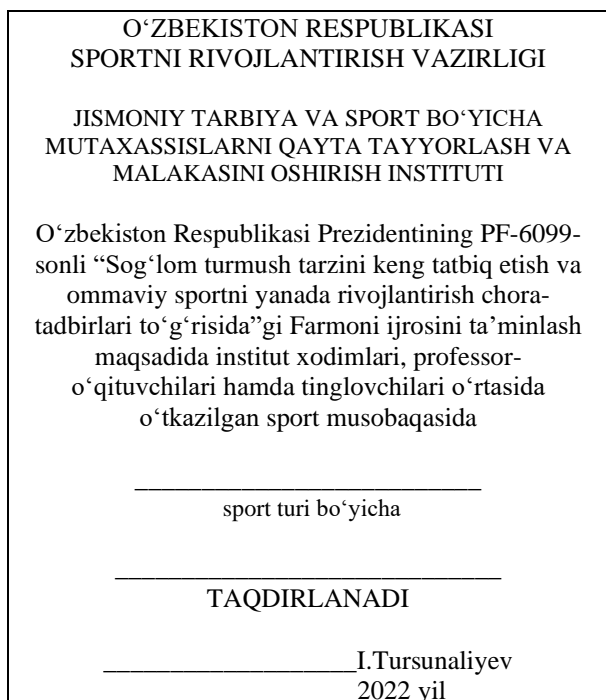 O‘ZBEKISTON RESPUBLIKASI
SPORTNI RIVOJLANTIRISH VAZIRLIGI
JISMONIY TARBIYA VA SPORT BO‘YICHA
MUTAXASSISLARNI QAYTA TAYYORLASH VA
MALAKASINI OSHIRISH INSTITUTI
O‘zbekiston Respublikasi Prezidentining PF-6099-
sonli “Sog‘lom turmush tarzini keng tatbiq etish va
ommaviy sportni yanada rivojlantirish chora-
tadbirlari to‘g‘risida”gi Farmoni ijrosini ta’minlash
maqsadida institut xodimlari, professor-
o‘qituvchilari hamda tinglovchilari o‘rtasida
o‘tkazilgan sport musobaqasida
___________________________
sport turi bo‘yicha
______________________________
TAQDIRLANADI
____________________I.Tursunaliyev
2022 yil